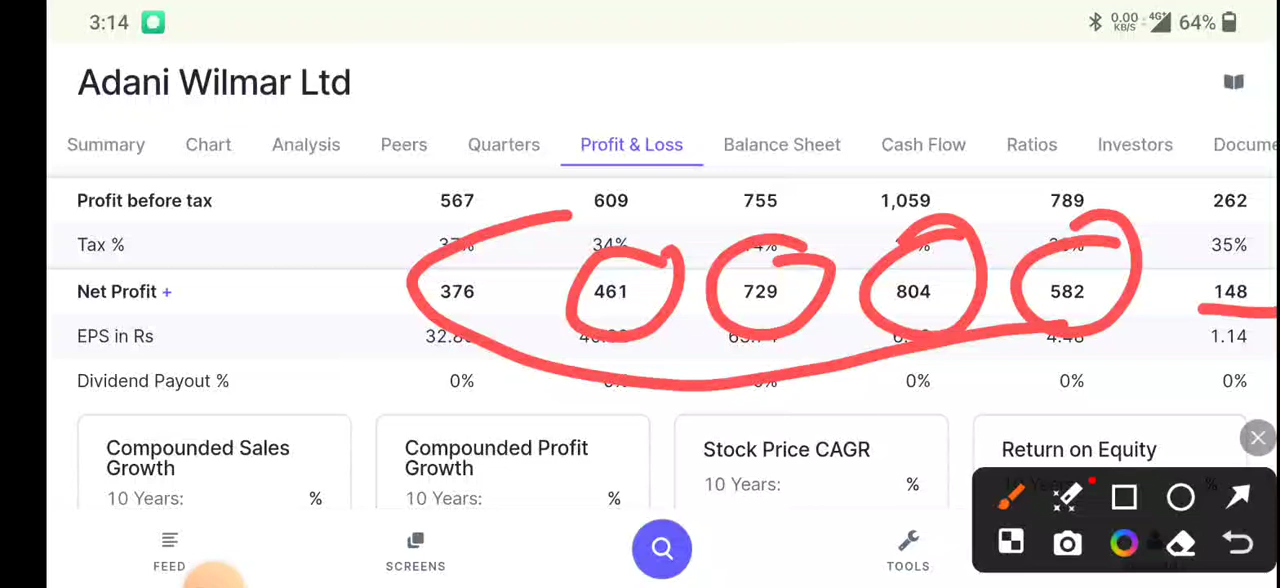 3:14 0.00 KB/S 4G 64%
Adani Wilmar Ltd
Summary Chart Analysis Peers Quarters Profit & Loss Balance Sheet Cash Flow Ratios Investors Docume
Profit before tax 567 609 755 1,059 789 262
Tax % 34% 35%
Net Profit + 376 461 729 804 582 148
EPS in Rs 1.14
Dividend Payout % 0% 0% 0% 0% 0% 0%
Compounded Sales Growth
10 Years: %
Compounded Profit Growth
10 Years: %
Stock Price CAGR
10 Years: %
Return on Equity
FEED SCREENS TOOLS